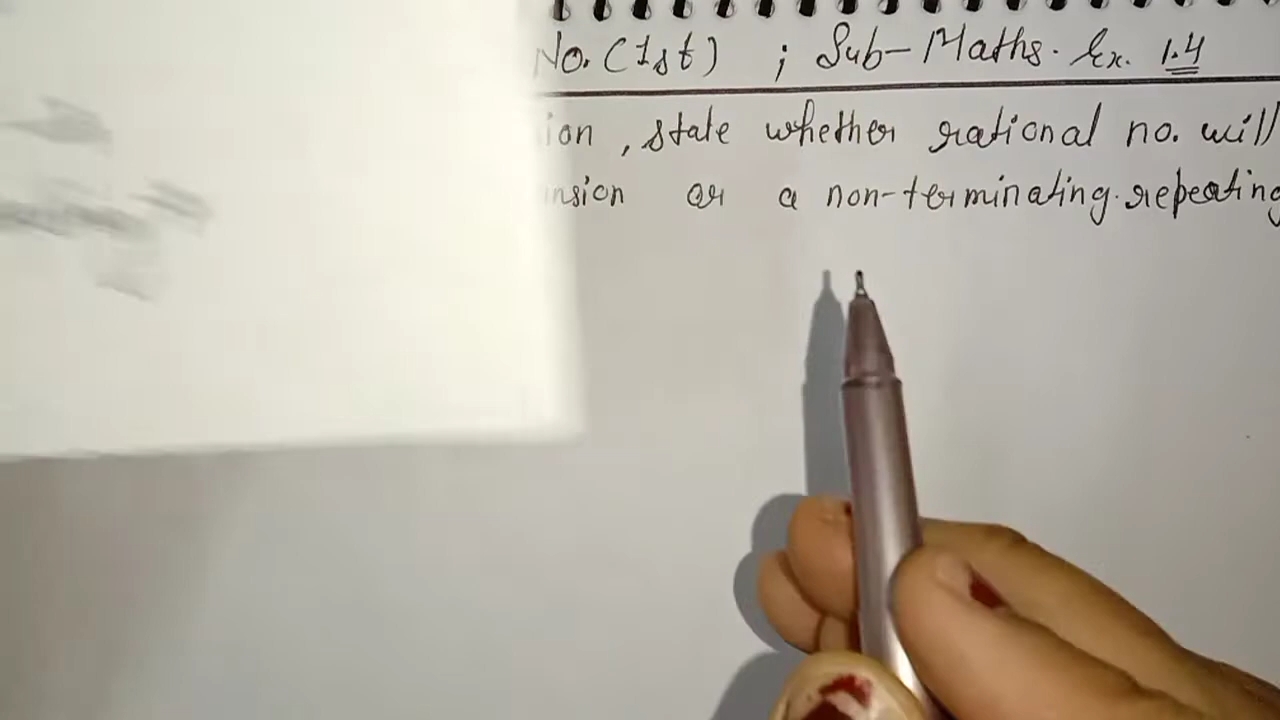 No. (1st) ; Sub- Maths. Ex. 1.4
ion , state whether rational no. will
nsion or a non-terminating.repeating